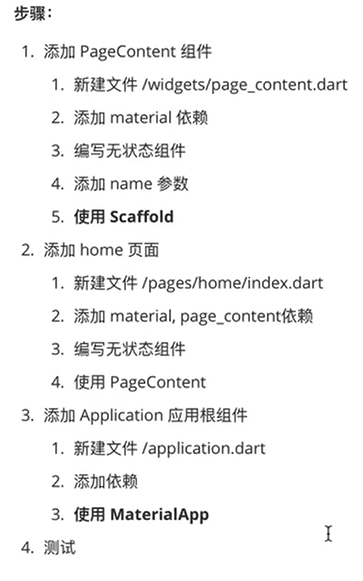 步骤：
1. 添加 PageContent 组件
1. 新建文件 /widgets/page_content.dart
2. 添加 material 依赖
3. 编写无状态组件
4. 添加 name 参数
5. 使用 Scaffold
2. 添加 home 页面
1. 新建文件 /pages/home/index.dart
2. 添加 material, page_content依赖
3. 编写无状态组件
4. 使用 PageContent
3. 添加 Application 应用根组件
1. 新建文件 /application.dart
2. 添加依赖
3. 使用 MaterialApp
4. 测试